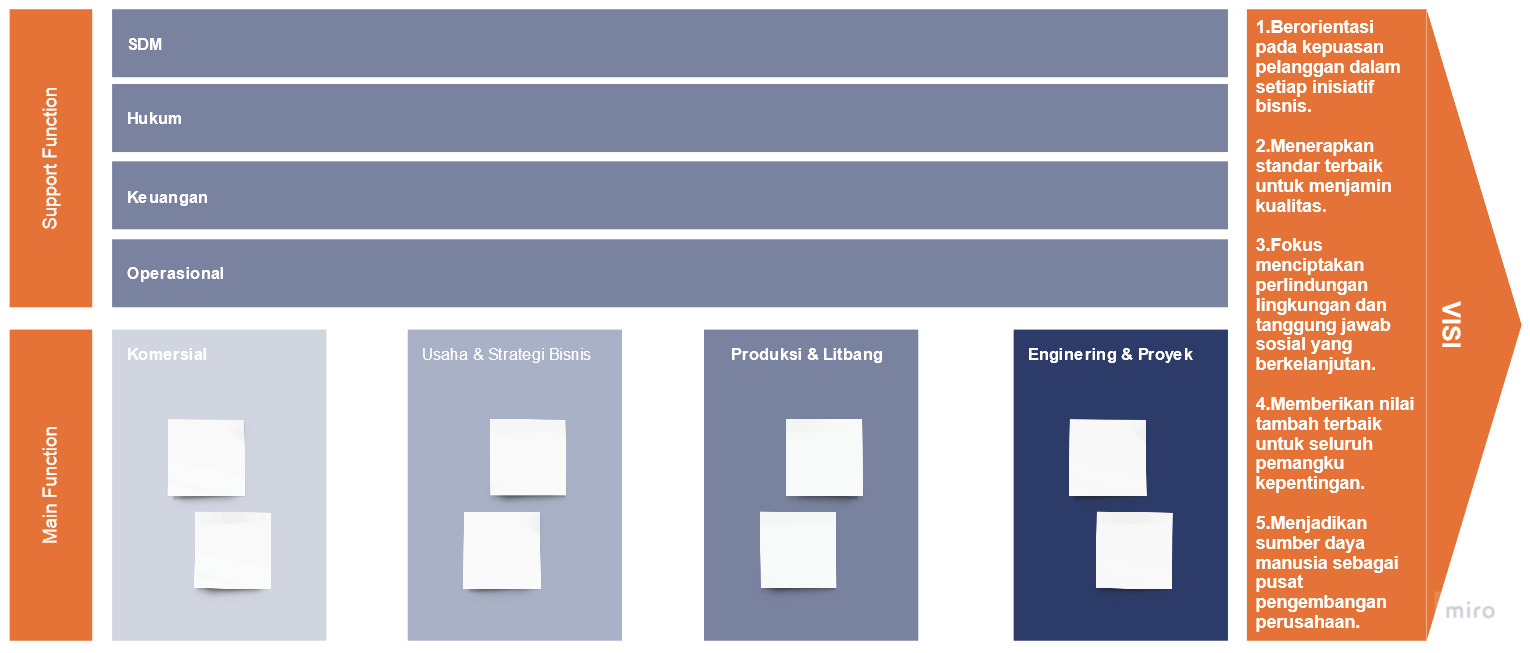 Support Function
SDM
Hukum
Keuangan
Operasional
Main Function
Komersial
Usaha & Strategi Bisnis
Produksi & Litbang
Enginering & Proyek
1.Berorientasi
pada kepuasan
pelanggan dalam
setiap inisiatif
bisnis.
2.Menerapkan
standar terbaik
untuk menjamin
kualitas.
3.Fokus
menciptakan
perlindungan
lingkungan dan
tanggung jawab
sosial yang
berkelanjutan.
4.Memberikan nilai
tambah terbaik
untuk seluruh
pemangku
kepentingan.
5.Menjadikan
sumber daya
manusia sebagai
pusat
pengembangan
perusahaan.
VISI
miro